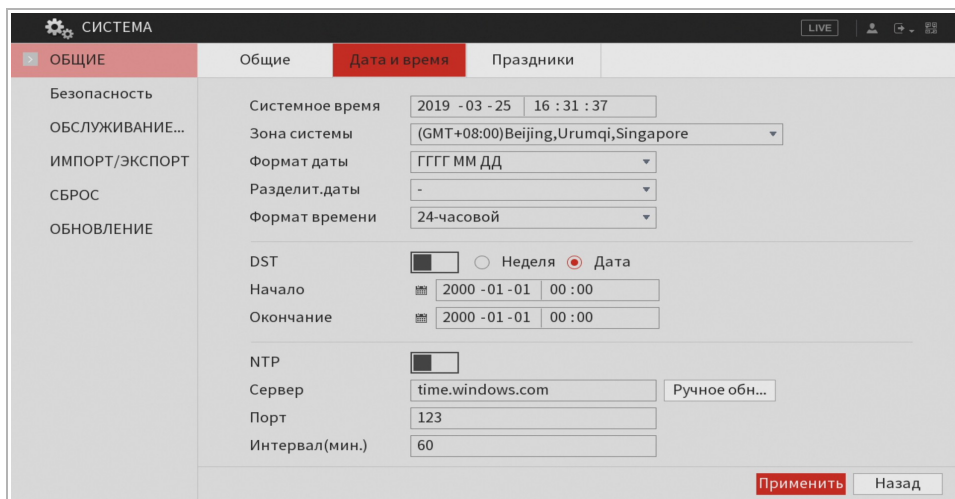 СИСТЕМА
LIVE
ОБЩИЕ
Безопасность
ОБСЛУЖИВАНИЕ...
ИМПОРТ/ЭКСПОРТ
СБРОС
ОБНОВЛЕНИЕ
Общие Дата и время Праздники
Системное время 2019 - 03 - 25 16 : 31 : 37
Зона системы (GMT+08:00)Beijing,Urumqi,Singapore
Формат даты ГГГГ ММ ДД
Разделит.даты -
Формат времени 24-часовой
DST Неделя Дата
Начало 2000 - 01 - 01 00 : 00
Окончание 2000 - 01 - 01 00 : 00
NTP
Сервер time.windows.com Ручное обн...
Порт 123
Интервал(мин.) 60
Применить Назад